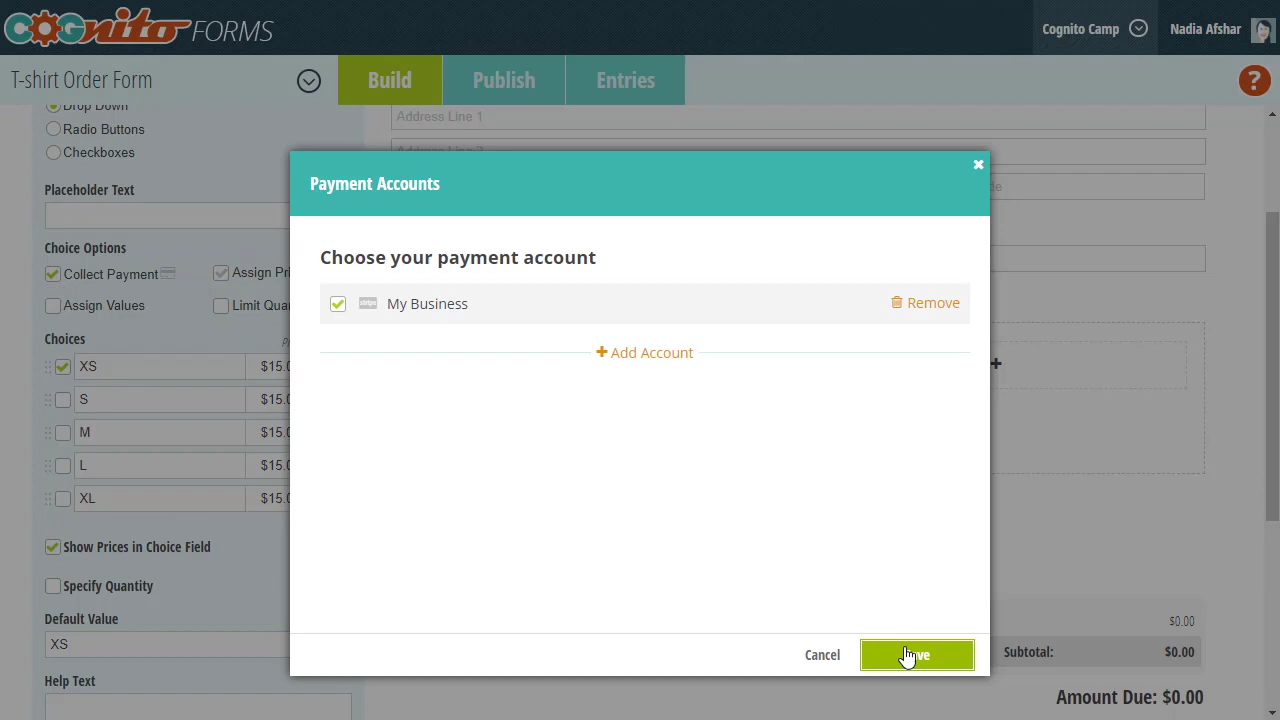 COGnito FORMS
Cognito Camp
Nadia Afshar
T-shirt Order Form
Build
Publish
Entries
?
Drop Down
Radio Buttons
Checkboxes
Placeholder Text
Choice Options
Collect Payment
Assign Pri
Assign Values
Limit Qua
Choices
XS
$15.0
S
$15.0
M
$15.0
L
$15.0
XL
$15.0
Show Prices in Choice Field
Specify Quantity
Default Value
XS
Help Text
Address Line 1
Payment Accounts
Choose your payment account
stripe
My Business
Remove
Add Account
Cancel
$0.00
Subtotal:
$0.00
Amount Due: $0.00